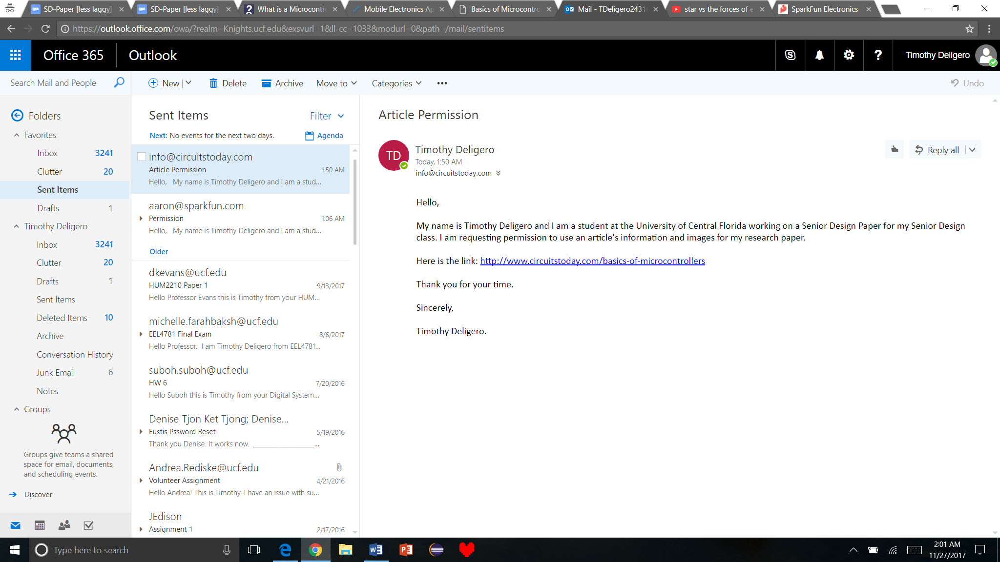 SD-Paper [less laggy]
SD-Paper [less laggy]
What is a Microcontr
Mobile Electronics Ap
Basics of Microcontro
Mail - TDeligero2431
star vs the forces of e
SparkFun Electronics
https://outlook.office.com/owa/?realm=Knights.ucf.edu&exsvurl=1&ll-cc=1033&modurl=0&path=/mail/sentitems
Office 365
Outlook
Timothy Deligero
Search Mail and People
New
Delete
Archive
Move to
Categories
Undo
Folders
Favorites
Inbox 3241
Clutter 20
Sent Items
Drafts 1
Timothy Deligero
Inbox 3241
Clutter 20
Drafts 1
Sent Items
Deleted Items 10
Archive
Conversation History
Junk Email 6
Notes
Groups
Groups give teams a shared
space for email, documents,
and scheduling events.
Discover
Sent Items
Filter
Next: No events for the next two days.
Agenda
info@circuitstoday.com
Article Permission 1:50 AM
Hello, My name is Timothy Deligero and I am a stud...
aaron@sparkfun.com
Permission 1:06 AM
Hello, My name is Timothy Deligero and I am a stud...
Older
dkevans@ucf.edu
HUM2210 Paper 1 9/13/2017
Hello Professor Evans this is Timothy from your HUM...
michelle.farahbaksh@ucf.edu
EEL4781 Final Exam 8/6/2017
Hello Professor, I am Timothy Deligero from EEL4781...
suboh.suboh@ucf.edu
HW 6 7/20/2016
Hello Suboh this is Timothy from your Digital System...
Denise Tjon Ket Tjong; Denise...
Eustis Pssword Reset 5/19/2016
Thank you Denise. It works now. ___________________...
Andrea.Rediske@ucf.edu
Volunteer Assignment 4/21/2016
Hello Andrea! This is Timothy. I have an issue with su...
JEdison
Assignment 1 2/17/2016
Article Permission
TD
Timothy Deligero
Today, 1:50 AM
info@circuitstoday.com
Reply all
Hello,
My name is Timothy Deligero and I am a student at the University of Central Florida working on a Senior Design Paper for my Senior Design
class. I am requesting permission to use an article's information and images for my research paper.
Here is the link: http://www.circuitstoday.com/basics-of-microcontrollers
Thank you for your time.
Sincerely,
Timothy Deligero.
Type here to search
2:01 AM
11/27/2017